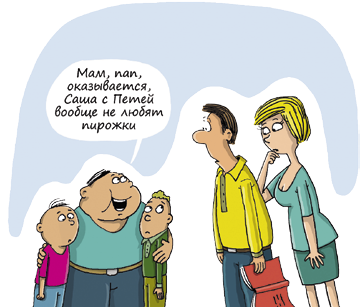 Мам, пап,
оказывается,
Саша с Петей
вообще не любят
пирожки